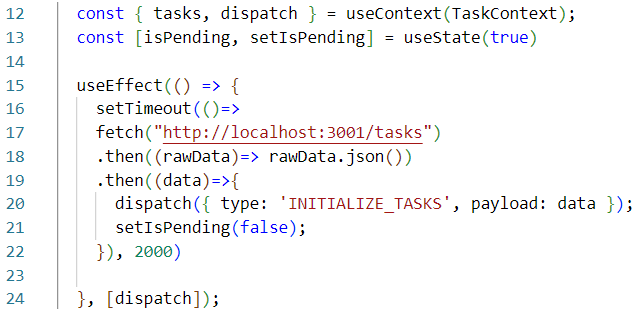 12 const { tasks, dispatch } = useContext(TaskContext);
13 const [isPending, setIsPending] = useState(true)
14
15 useEffect(() => {
16 setTimeout(()=>
17 fetch("http://localhost:3001/tasks")
18 .then((rawData)=> rawData.json())
19 .then((data)=>{
20 dispatch({ type: 'INITIALIZE_TASKS', payload: data });
21 setIsPending(false);
22 }), 2000)
23
24 }, [dispatch]);